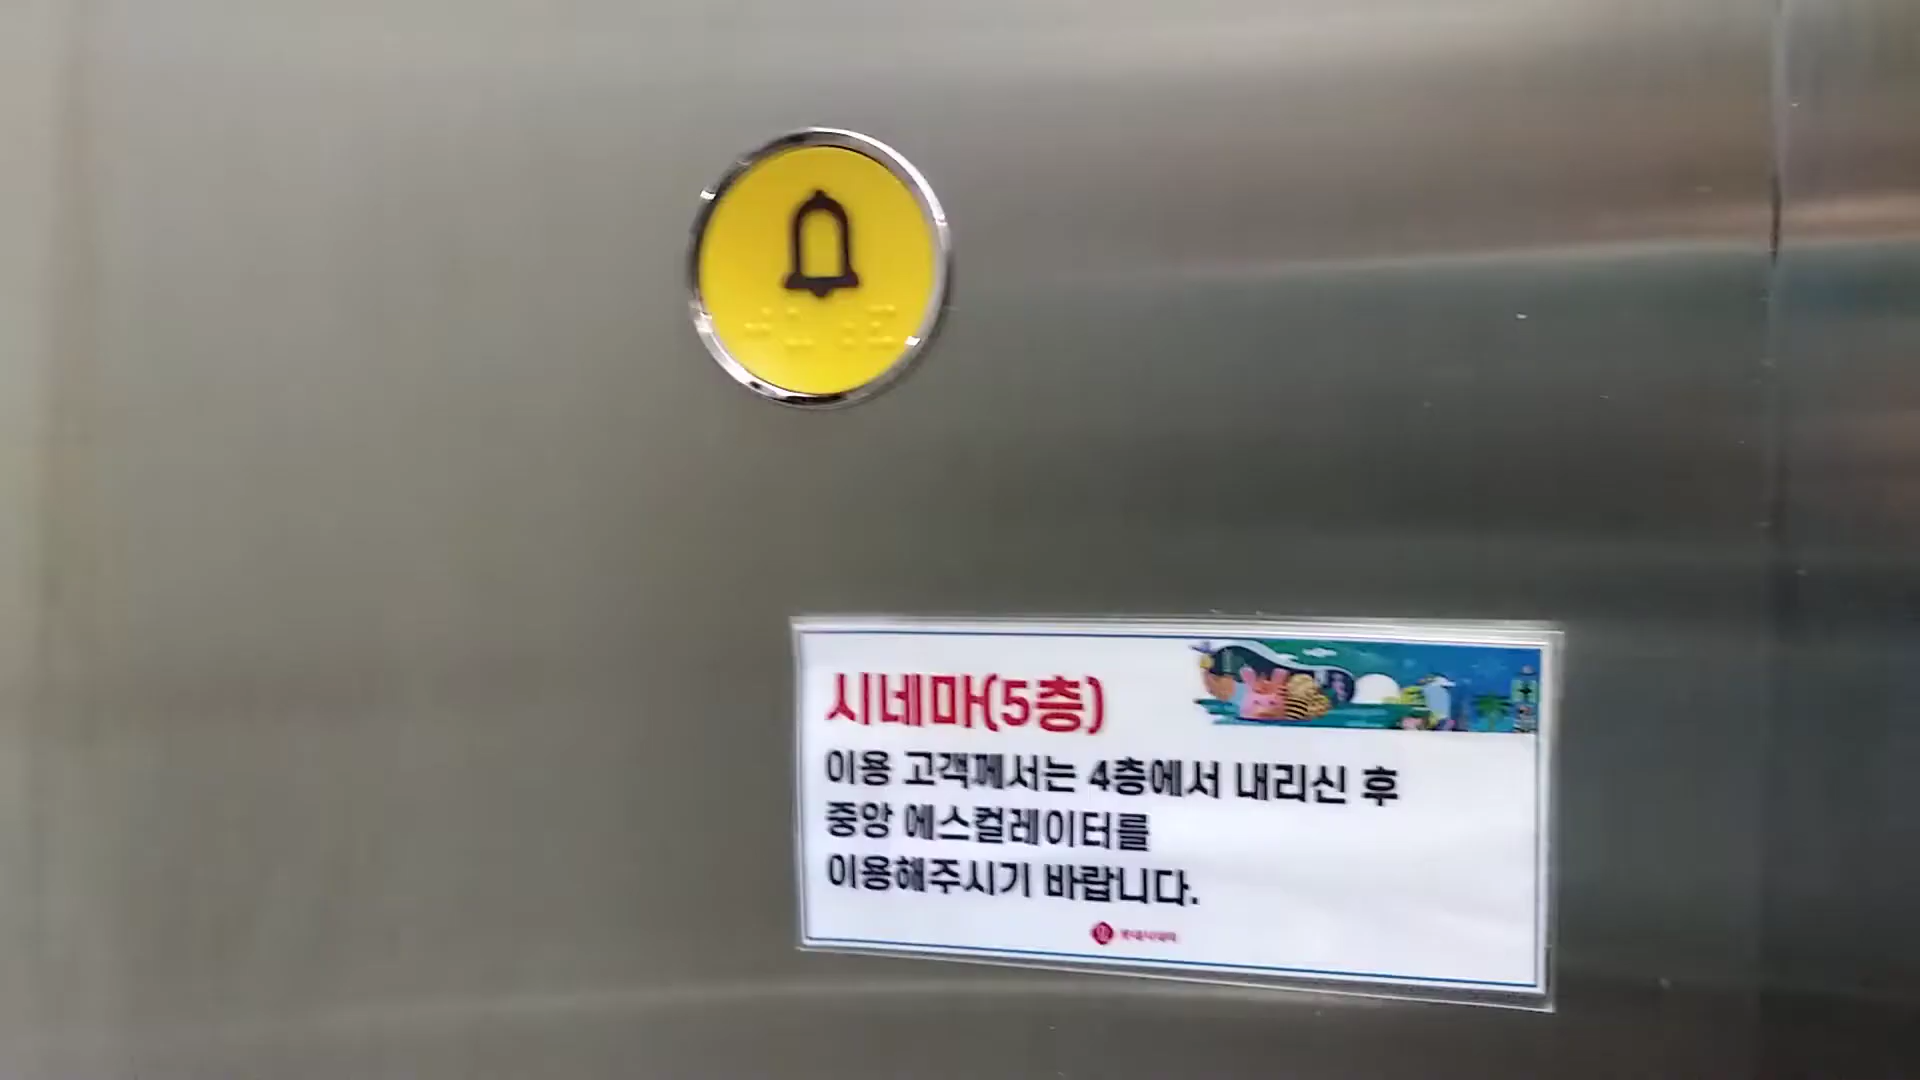 시네마(5층)
이용 고객께서는 4층에서 내리신 후
중앙 에스컬레이터를
이용해주시기 바랍니다.